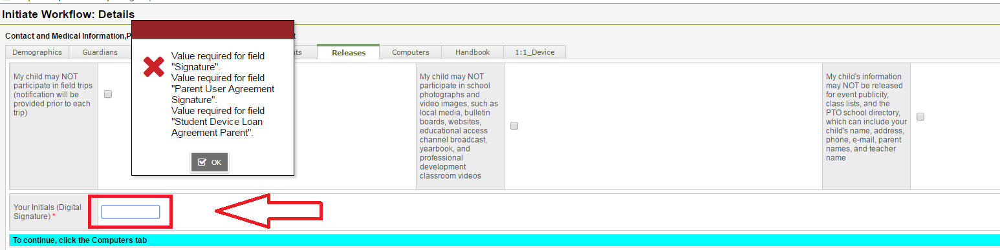 Initiate Workflow: Details
Contact and Medical Information,P
t
Demographics
Guardians
ts
Releases
Computers
Handbook
1:1_Device
Value required for field
"Signature".
Value required for field
"Parent User Agreement
Signature".
Value required for field
"Student Device Loan
Agreement Parent".
OK
My child may NOT
participate in field trips
(notification will be
provided prior to each
trip)
My child may NOT
participate in school
photographs and
video images, such as
local media, bulletin
boards, websites,
educational access
channel broadcast,
yearbook, and
professional
development
classroom videos
My child's information
may NOT be released
for event publicity,
class lists, and the
PTO school directory,
which can include your
child's name, address,
phone, e-mail, parent
names, and teacher
name
Your Initials (Digital
Signature) *
To continue, click the Computers tab